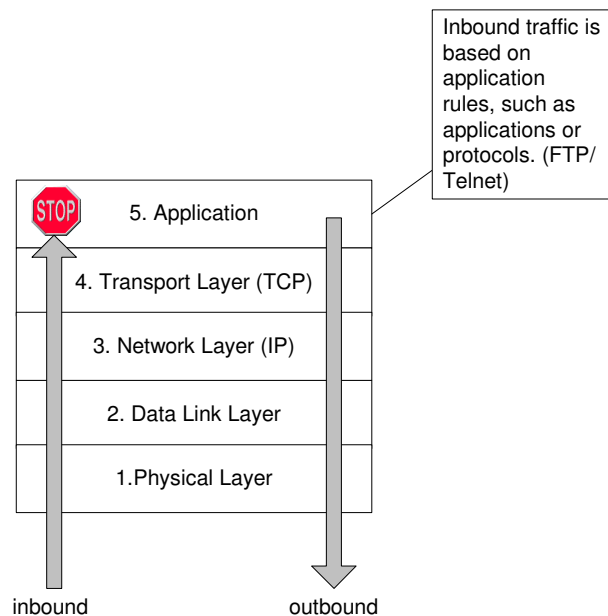 Inbound traffic is
based on
application
rules, such as
applications or
protocols. (FTP/
Telnet)
STOP
5. Application
4. Transport Layer (TCP)
3. Network Layer (IP)
2. Data Link Layer
1.Physical Layer
inbound
outbound